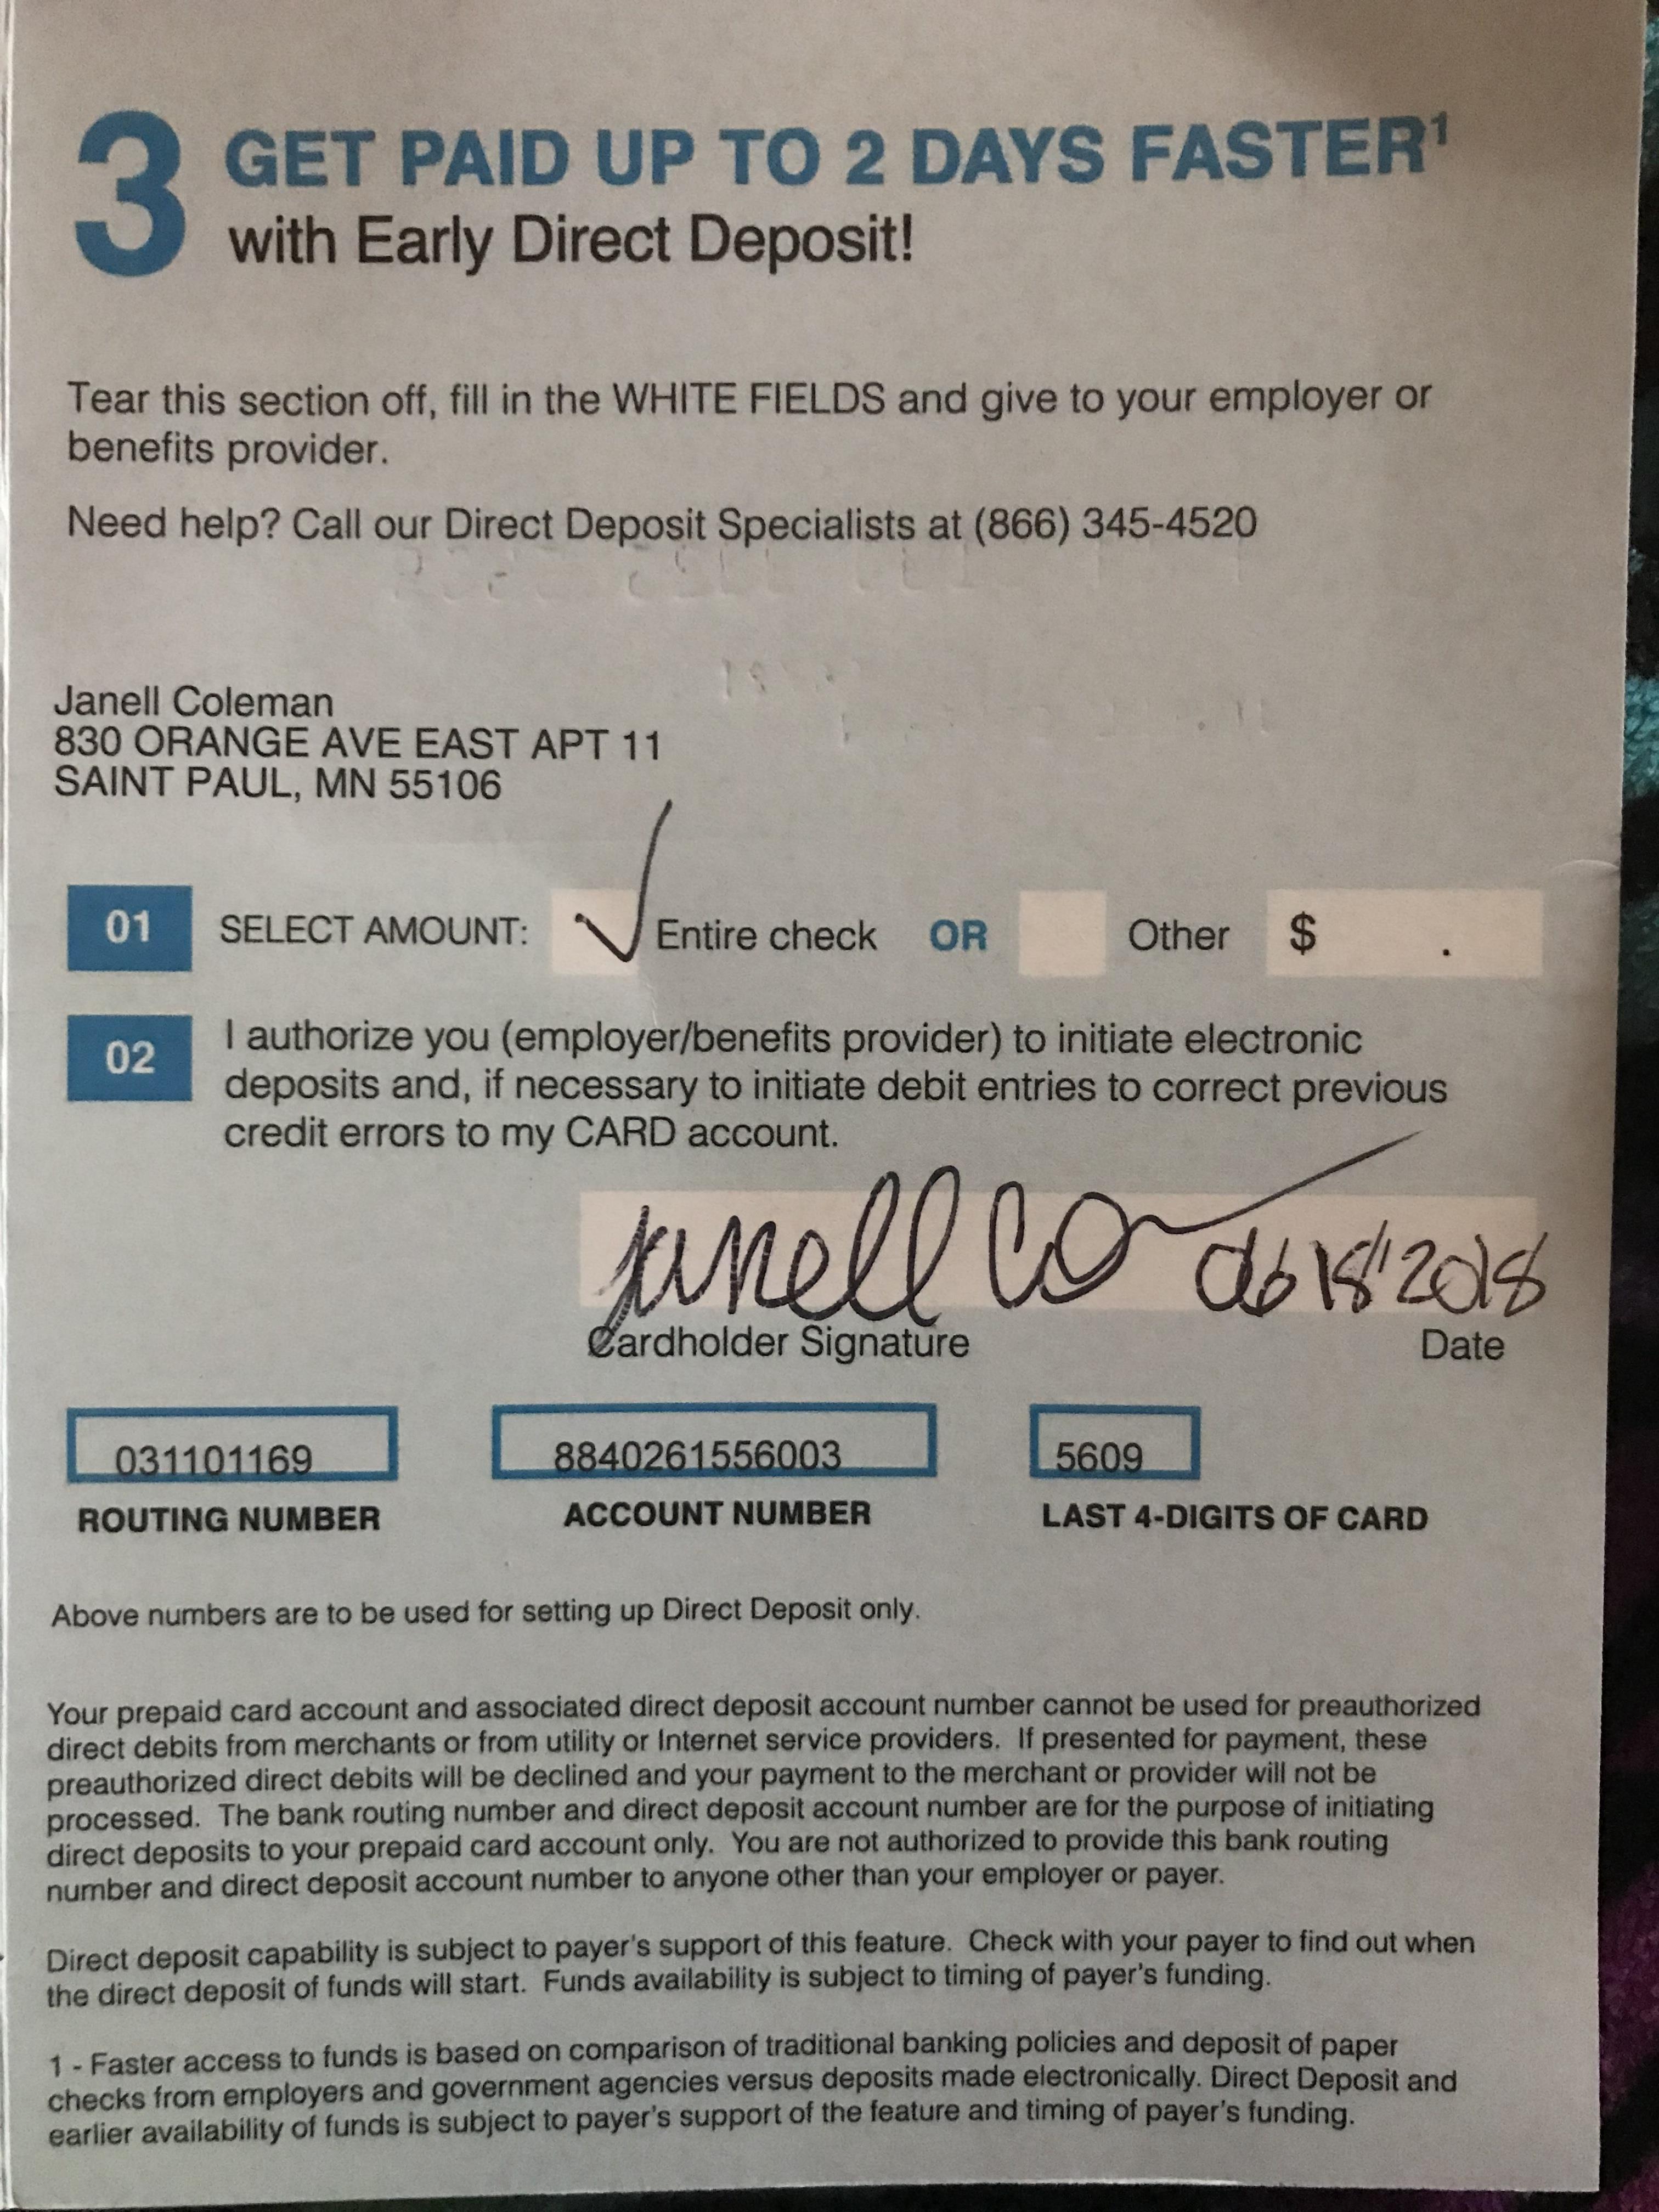 3 GET PAID UP TO 2 DAYS FASTER¹
with Early Direct Deposit!
Tear this section off, fill in the WHITE FIELDS and give to your employer or
benefits provider.
Need help? Call our Direct Deposit Specialists at (866) 345-4520
Janell Coleman
830 ORANGE AVE EAST APT 11
SAINT PAUL, MN 55106
01 SELECT AMOUNT: ✓ Entire check OR Other $ .
02 I authorize you (employer/benefits provider) to initiate electronic
deposits and, if necessary to initiate debit entries to correct previous
credit errors to my CARD account.
Janell Co 06 18 2018
Cardholder Signature Date
031101169 8840261556003 5609
ROUTING NUMBER ACCOUNT NUMBER LAST 4-DIGITS OF CARD
Above numbers are to be used for setting up Direct Deposit only.
Your prepaid card account and associated direct deposit account number cannot be used for preauthorized
direct debits from merchants or from utility or Internet service providers. If presented for payment, these
preauthorized direct debits will be declined and your payment to the merchant or provider will not be
processed. The bank routing number and direct deposit account number are for the purpose of initiating
direct deposits to your prepaid card account only. You are not authorized to provide this bank routing
number and direct deposit account number to anyone other than your employer or payer.
Direct deposit capability is subject to payer's support of this feature. Check with your payer to find out when
the direct deposit of funds will start. Funds availability is subject to timing of payer's funding.
1 - Faster access to funds is based on comparison of traditional banking policies and deposit of paper
checks from employers and government agencies versus deposits made electronically. Direct Deposit and
earlier availability of funds is subject to payer's support of the feature and timing of payer's funding.